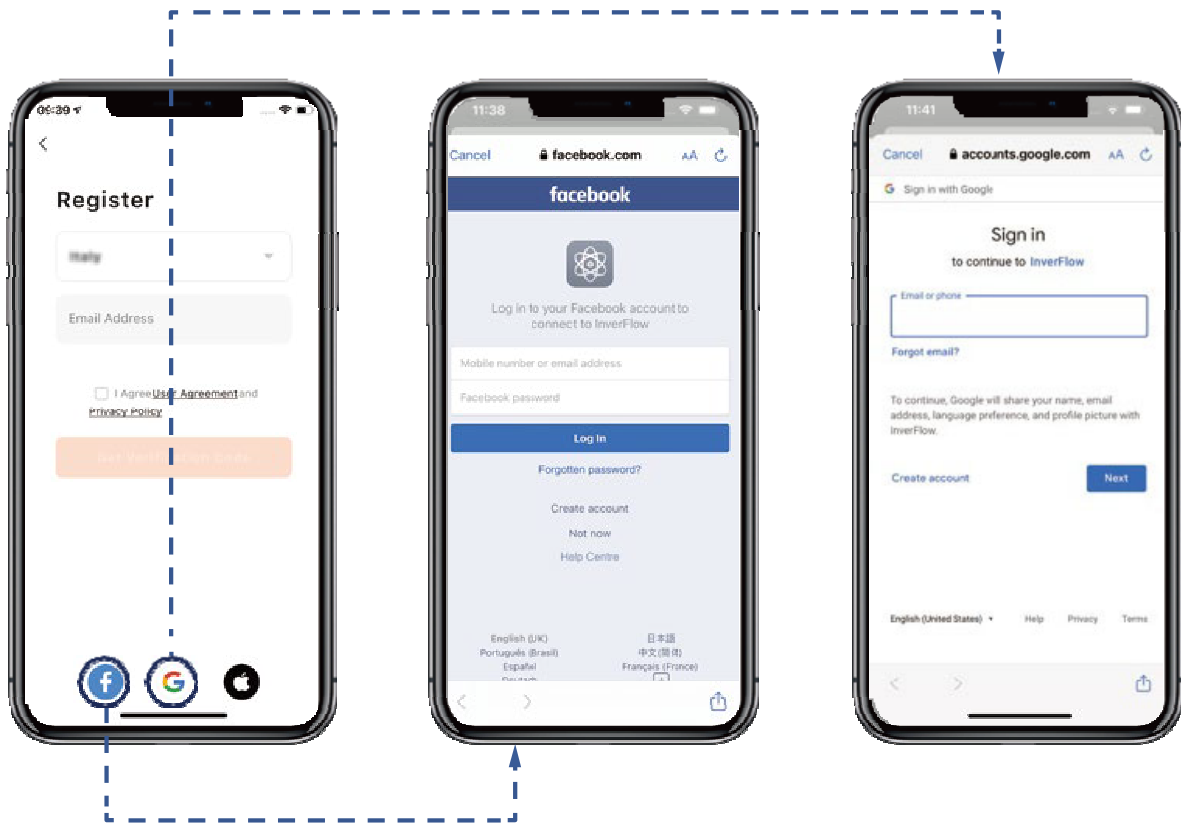 09:39
Register
Italy
Email Address
I Agree User Agreement and
Privacy Policy
11:38
Cancel
facebook.com
AA
facebook
Log in to your Facebook account to
connect to InverFlow
Mobile number or email address
Facebook password
Log In
Forgotten password?
Create account
Not now
Help Centre
English (UK)
日本語
Português (Brasil)
中文(简体)
Español
Français (France)
Deutsch
11:41
Cancel
accounts.google.com
AA
Sign in with Google
Sign in
to continue to InverFlow
Email or phone
Forgot email?
To continue, Google will share your name, email
address, language preference, and profile picture with
InverFlow.
Create account
Next
English (United States)
Help
Privacy
Terms